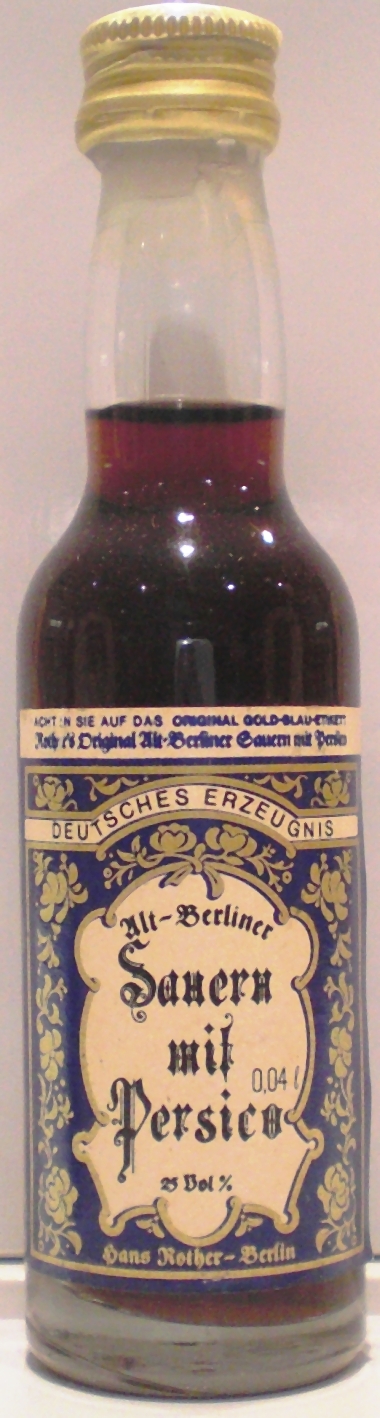 ACHTEN SIE AUF DAS ORIGINAL GOLD-BLAU-ETIKETT
Rother's Original Alt-Berliner Sauern mit Persico
DEUTSCHES ERZEUGNIS
Alt-Berliner
Sauern
mit
0,04 l
Persico
25 Vol %
Hans Rother-Berlin